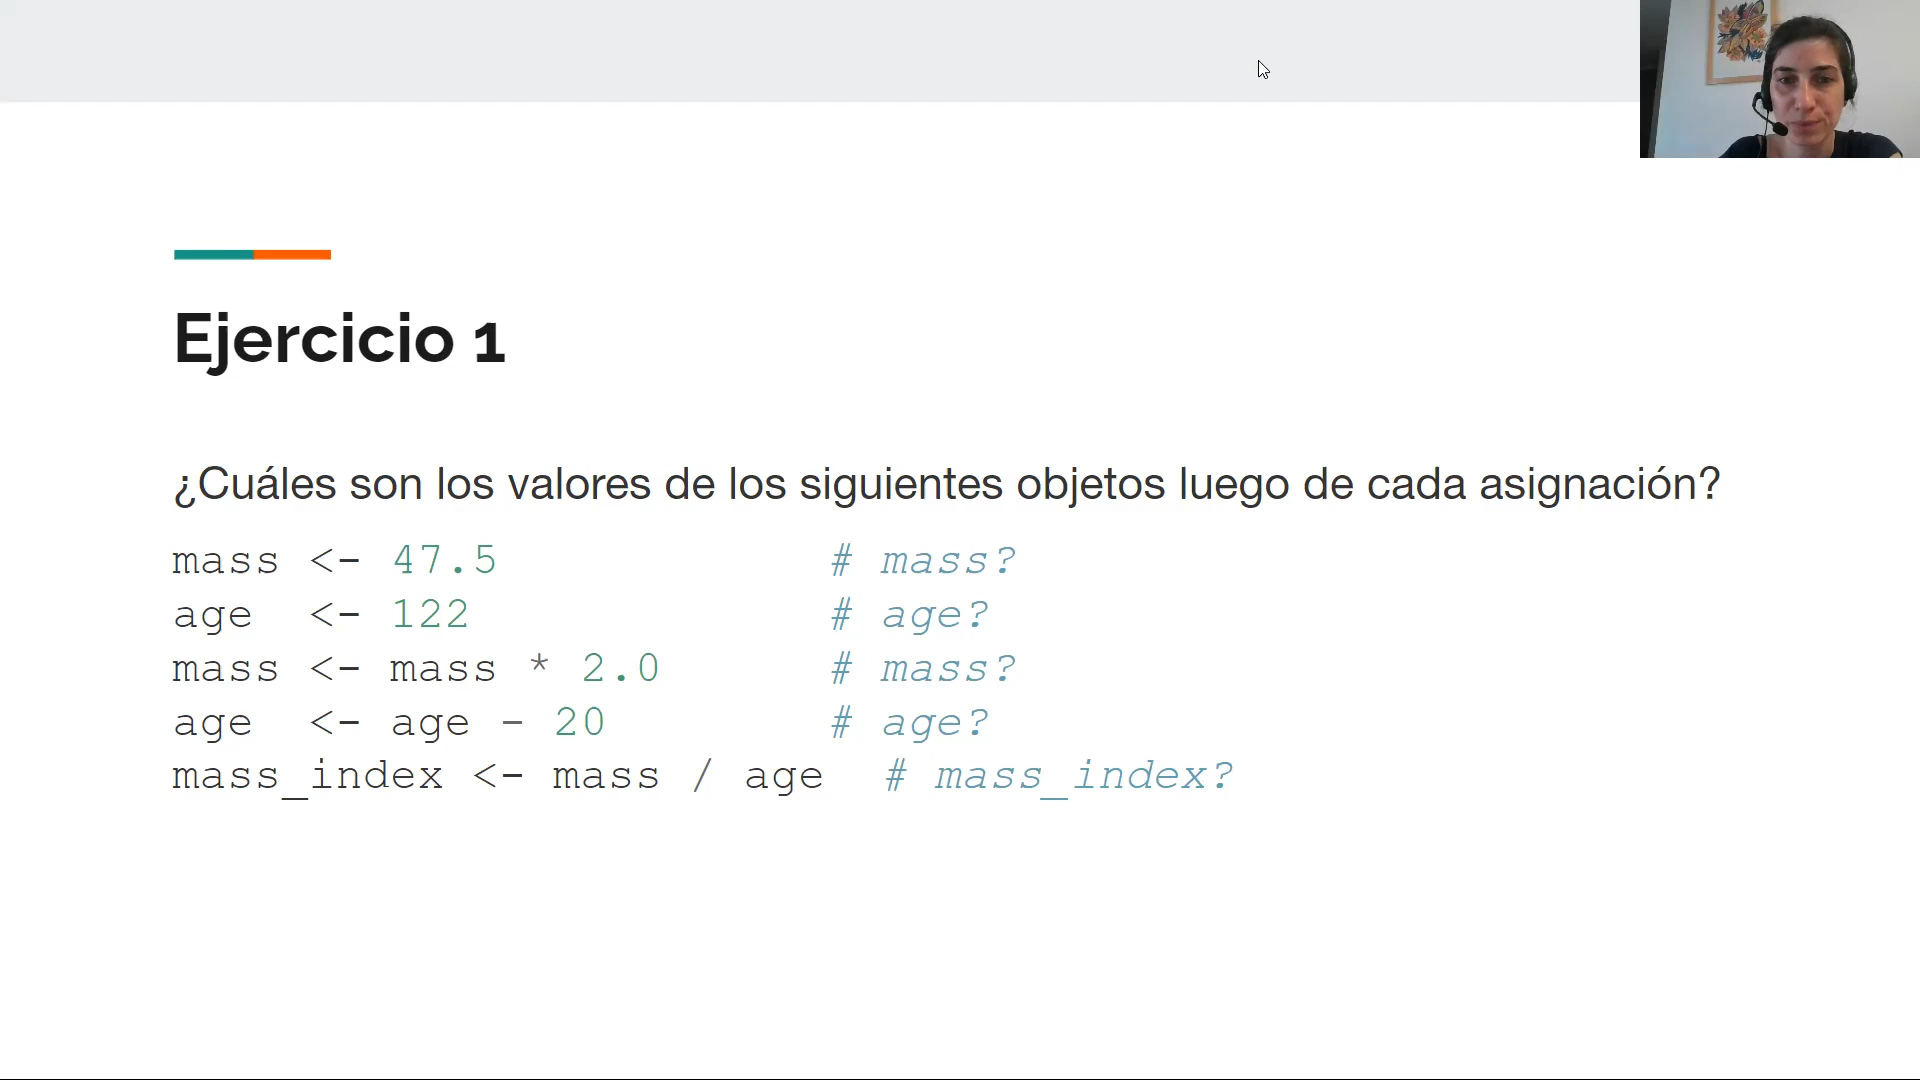 Ejercicio 1
¿Cuáles son los valores de los siguientes objetos luego de cada asignación?
mass <- 47.5 # mass?
age <- 122 # age?
mass <- mass * 2.0 # mass?
age <- age - 20 # age?
mass_index <- mass / age # mass_index?